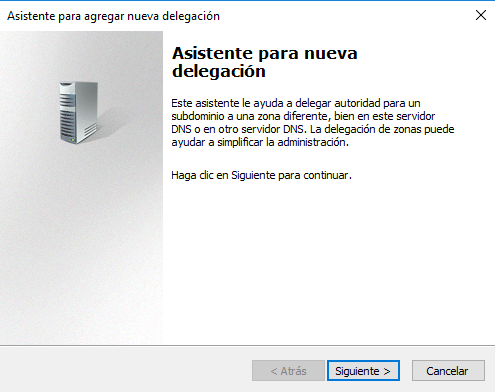 Asistente para agregar nueva delegación
Asistente para nueva
delegación
Este asistente le ayuda a delegar autoridad para un
subdominio a una zona diferente, bien en este servidor
DNS o en otro servidor DNS. La delegación de zonas puede
ayudar a simplificar la administración.
Haga clic en Siguiente para continuar.
< Atrás
Siguiente >
Cancelar